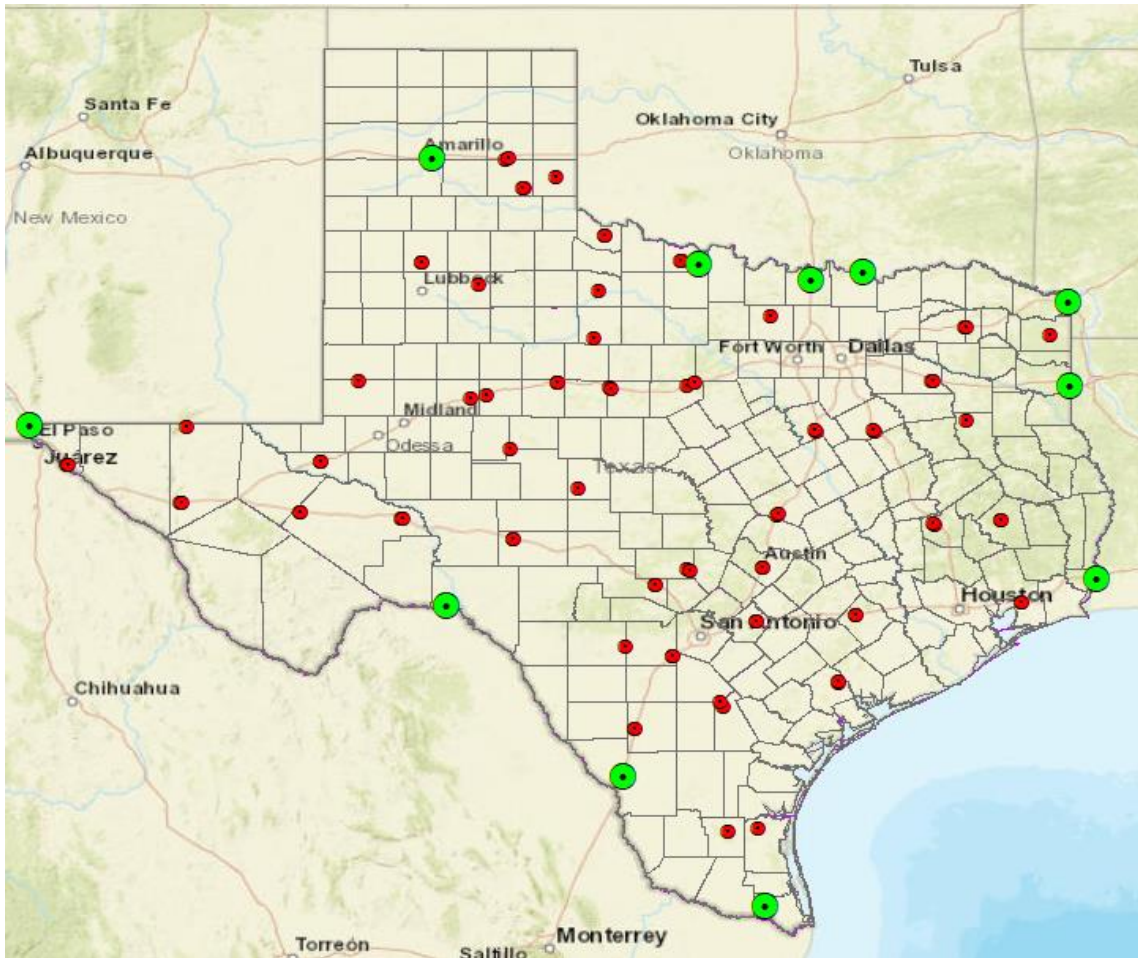 Tulsa
Santa Fe
Oklahoma City
Amarillo
Albuquerque
Oklahoma
New Mexico
Lubbock
Fort Worth
Dallas
Midland
El Paso
Odessa
Juárez
Texas
Austin
Houston
San Antonio
Chihuahua
Monterrey
Torreón
Saltillo